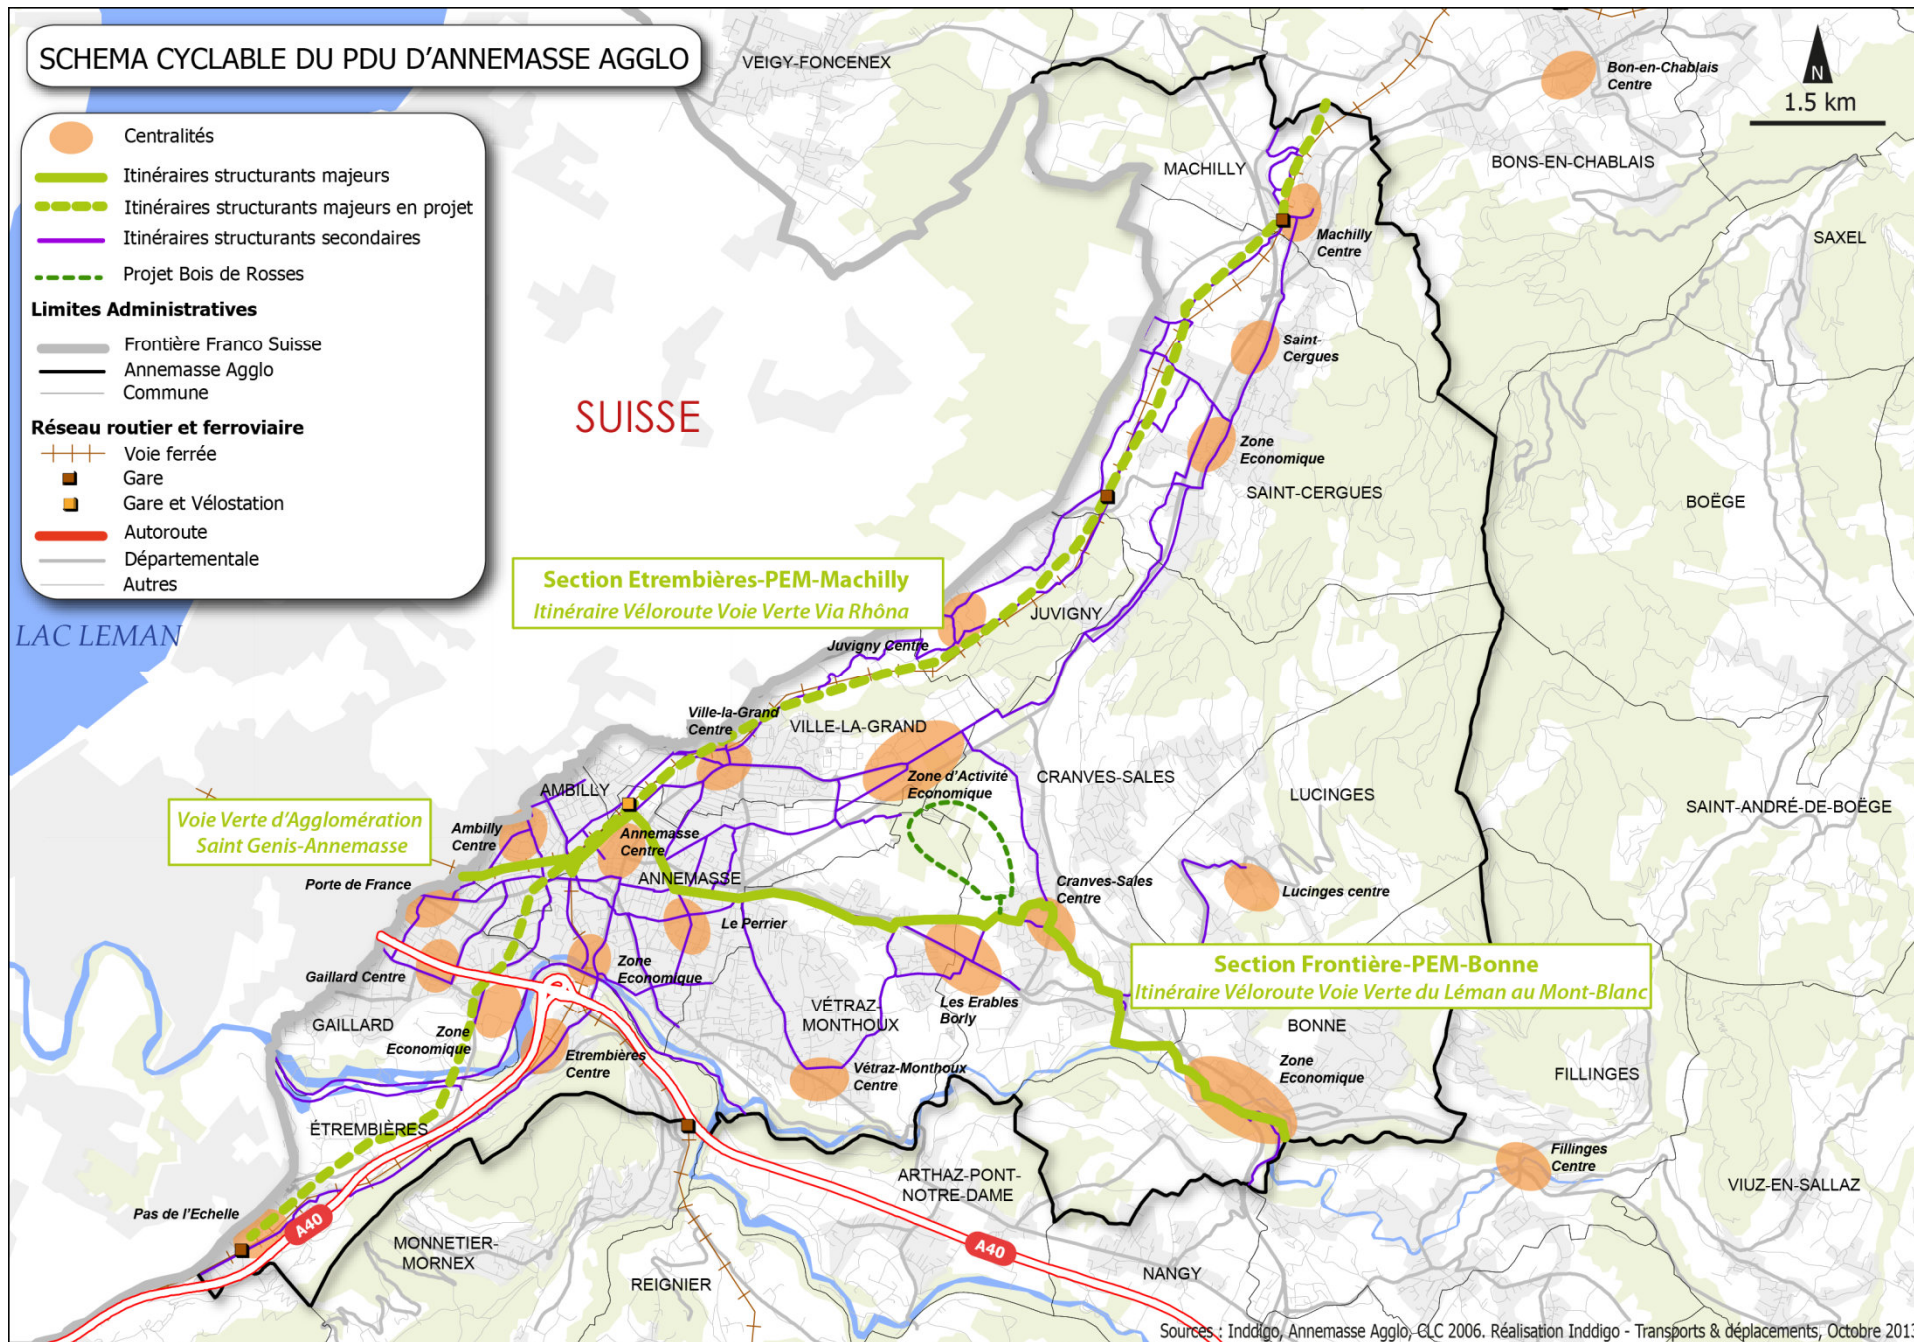 SCHEMA CYCLABLE DU PDU D'ANNEMASSE AGGLO
Centralités
Itinéraires structurants majeurs
Itinéraires structurants majeurs en projet
Itinéraires structurants secondaires
Projet Bois de Rosses
Limites Administratives
Frontière Franco Suisse
Annemasse Agglo
Commune
Réseau routier et ferroviaire
Voie ferrée
Gare
Gare et Vélostation
Autoroute
Départementale
Autres
N
1.5 km
VEIGY-FONCENEX
Bon-en-Chablais
Centre
MACHILLY
BONS-EN-CHABLAIS
Machilly
Centre
SAXEL
Saint-
Cergues
SUISSE
Zone
Economique
SAINT-CERGUES
BOËGE
Section Etrembières-PEM-Machilly
Itinéraire Véloroute Voie Verte Via Rhôna
LAC LEMAN
JUVIGNY
Juvigny Centre
Ville-la-Grand
Centre
VILLE-LA-GRAND
Zone d'Activité
Economique
CRANVES-SALES
LUCINGES
SAINT-ANDRÉ-DE-BOËGE
AMBILLY
Voie Verte d'Agglomération
Saint Genis-Annemasse
Ambilly
Centre
Annemasse
Centre
ANNEMASSE
Porte de France
Le Perrier
Cranves-Sales
Centre
Lucinges centre
Gaillard Centre
Zone
Economique
Section Frontière-PEM-Bonne
Itinéraire Véloroute Voie Verte du Léman au Mont-Blanc
Les Erables
Borly
VÉTRAZ-
MONTHOUX
GAILLARD
Zone
Economique
BONNE
Etrembières
Centre
Vétraz-Monthoux
Centre
Zone
Economique
FILLINGES
ÉTREMBIÈRES
Fillinges
Centre
ARTHAZ-PONT-
NOTRE-DAME
VIUZ-EN-SALLAZ
Pas de l'Echelle
A40
MONNETIER-
MORNEX
A40
REIGNIER
NANGY
Sources : Inddigo, Annemasse Agglo, CLC 2006. Réalisation Inddigo - Transports & déplacements, Octobre 2013